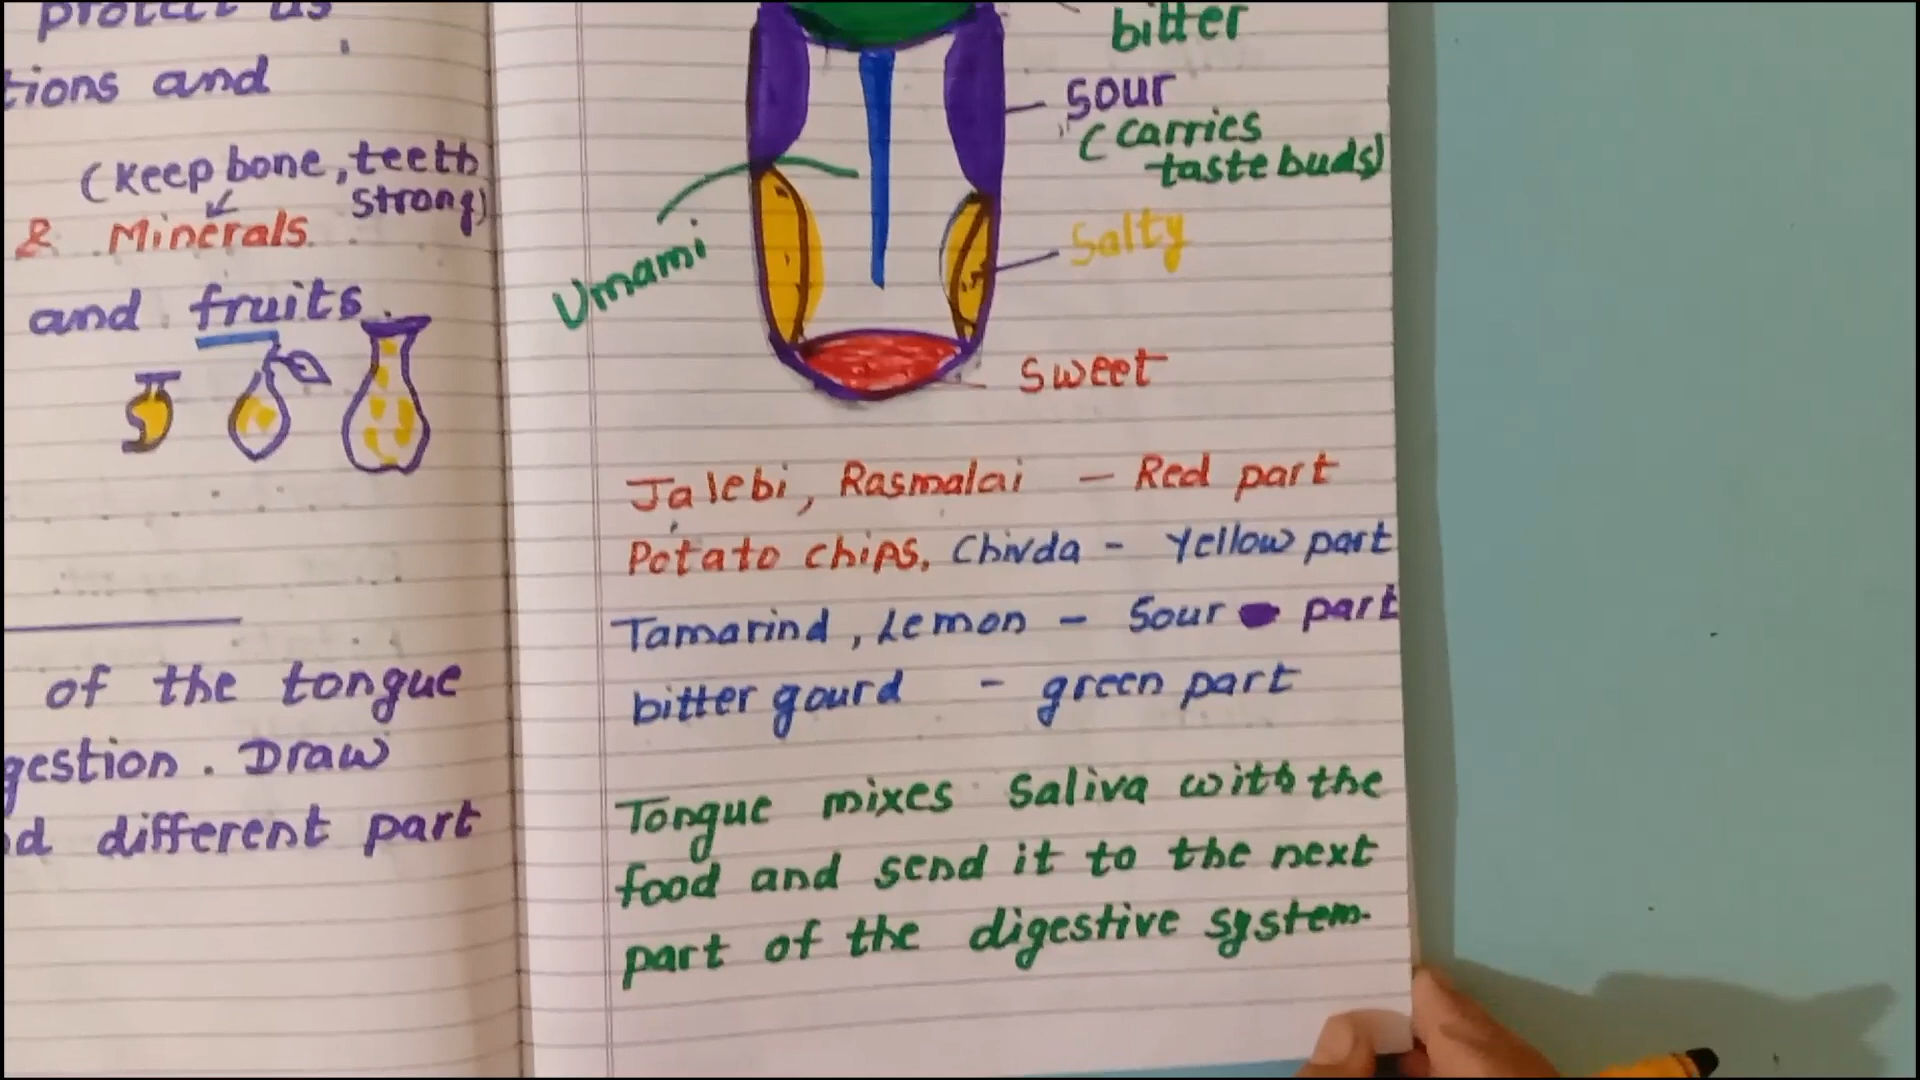 protect us
tions and
(Keep bone, teeth
strong)
& Minerals
and fruits.
of the tongue
gestion. Draw
d different part
bitter
Sour
(Carries
taste buds)
Umami
Salty
Sweet
Jalebi, Rasmalai – Red part
Potato chips, Chivda – Yellow part
Tamarind, Lemon – Sour part
bitter gourd – green part
Tongue mixes Saliva with the
food and send it to the next
part of the digestive system.